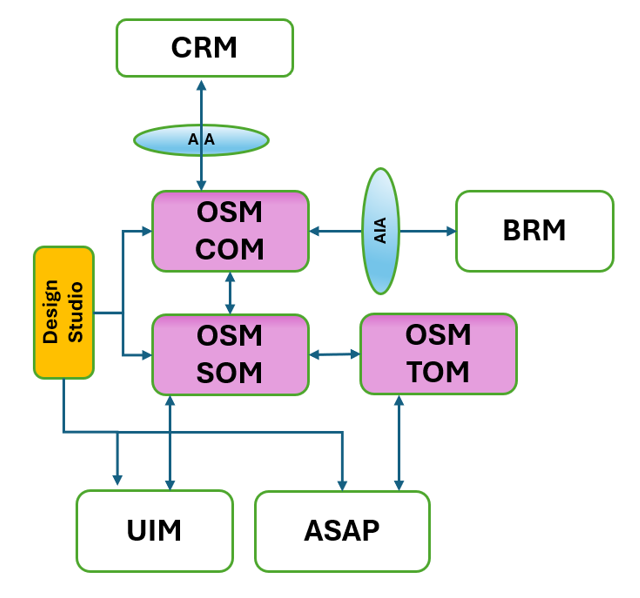 CRM
AIA
OSM
COM
AIA
BRM
Design
Studio
OSM
SOM
OSM
TOM
UIM
ASAP